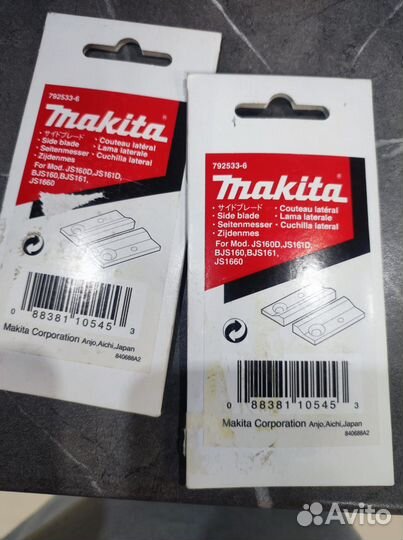 792533-6
makita
・サイドブレード ・Couteau latéral
・Side blade ・Lama laterale
・Seitenmesser ・Cuchilla lateral
・Zijdenmes
For Mod. JS160D,JS161D,
BJS160,BJS161,
JS1660
0 88381 10545 3
Makita Corporation Anjo,Aichi,Japan
840688A2
792533-6
makita
・サイドブレード ・Couteau latéral
・Side blade ・Lama laterale
・Seitenmesser ・Cuchilla lateral
・Zijdenmes
For Mod. JS160D,JS161D,
BJS160,BJS161,
JS1660
0 88381 10545 3
Makita Corporation Anjo,Aichi,Japan
840688A2
Avito